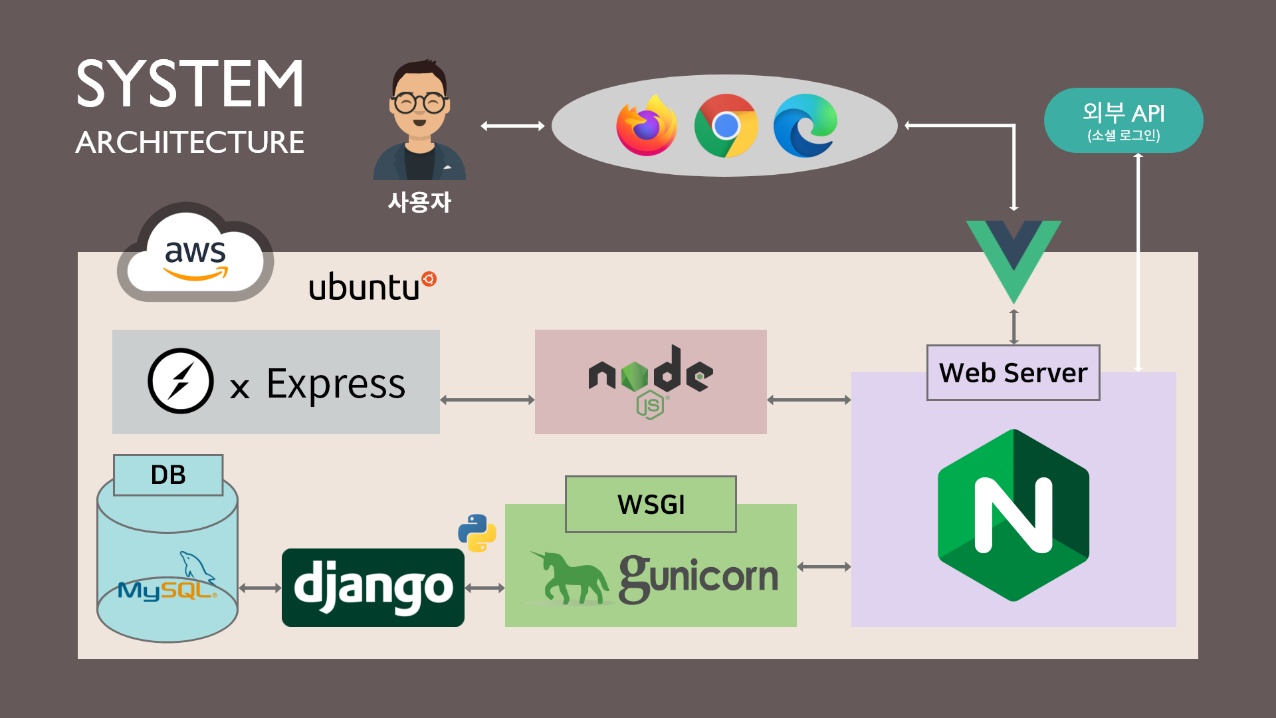 SYSTEM
ARCHITECTURE
사용자
외부 API
(소셜 로그인)
aws
ubuntu
x Express
node
JS
Web Server
DB
MySQL
django
WSGI
gunicorn
N